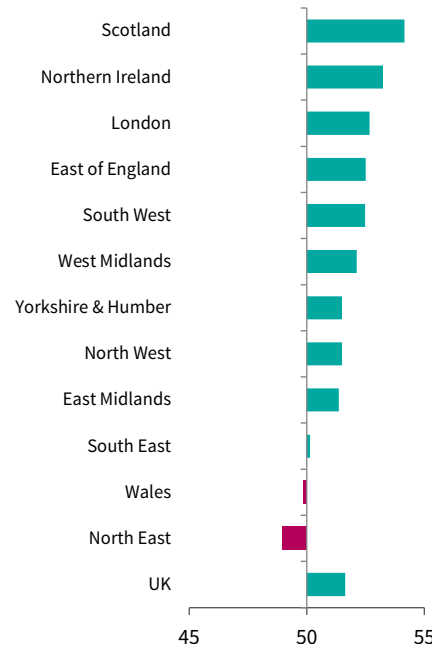 Scotland
Northern Ireland
London
East of England
South West
West Midlands
Yorkshire & Humber
North West
East Midlands
South East
Wales
North East
UK
45 50 55